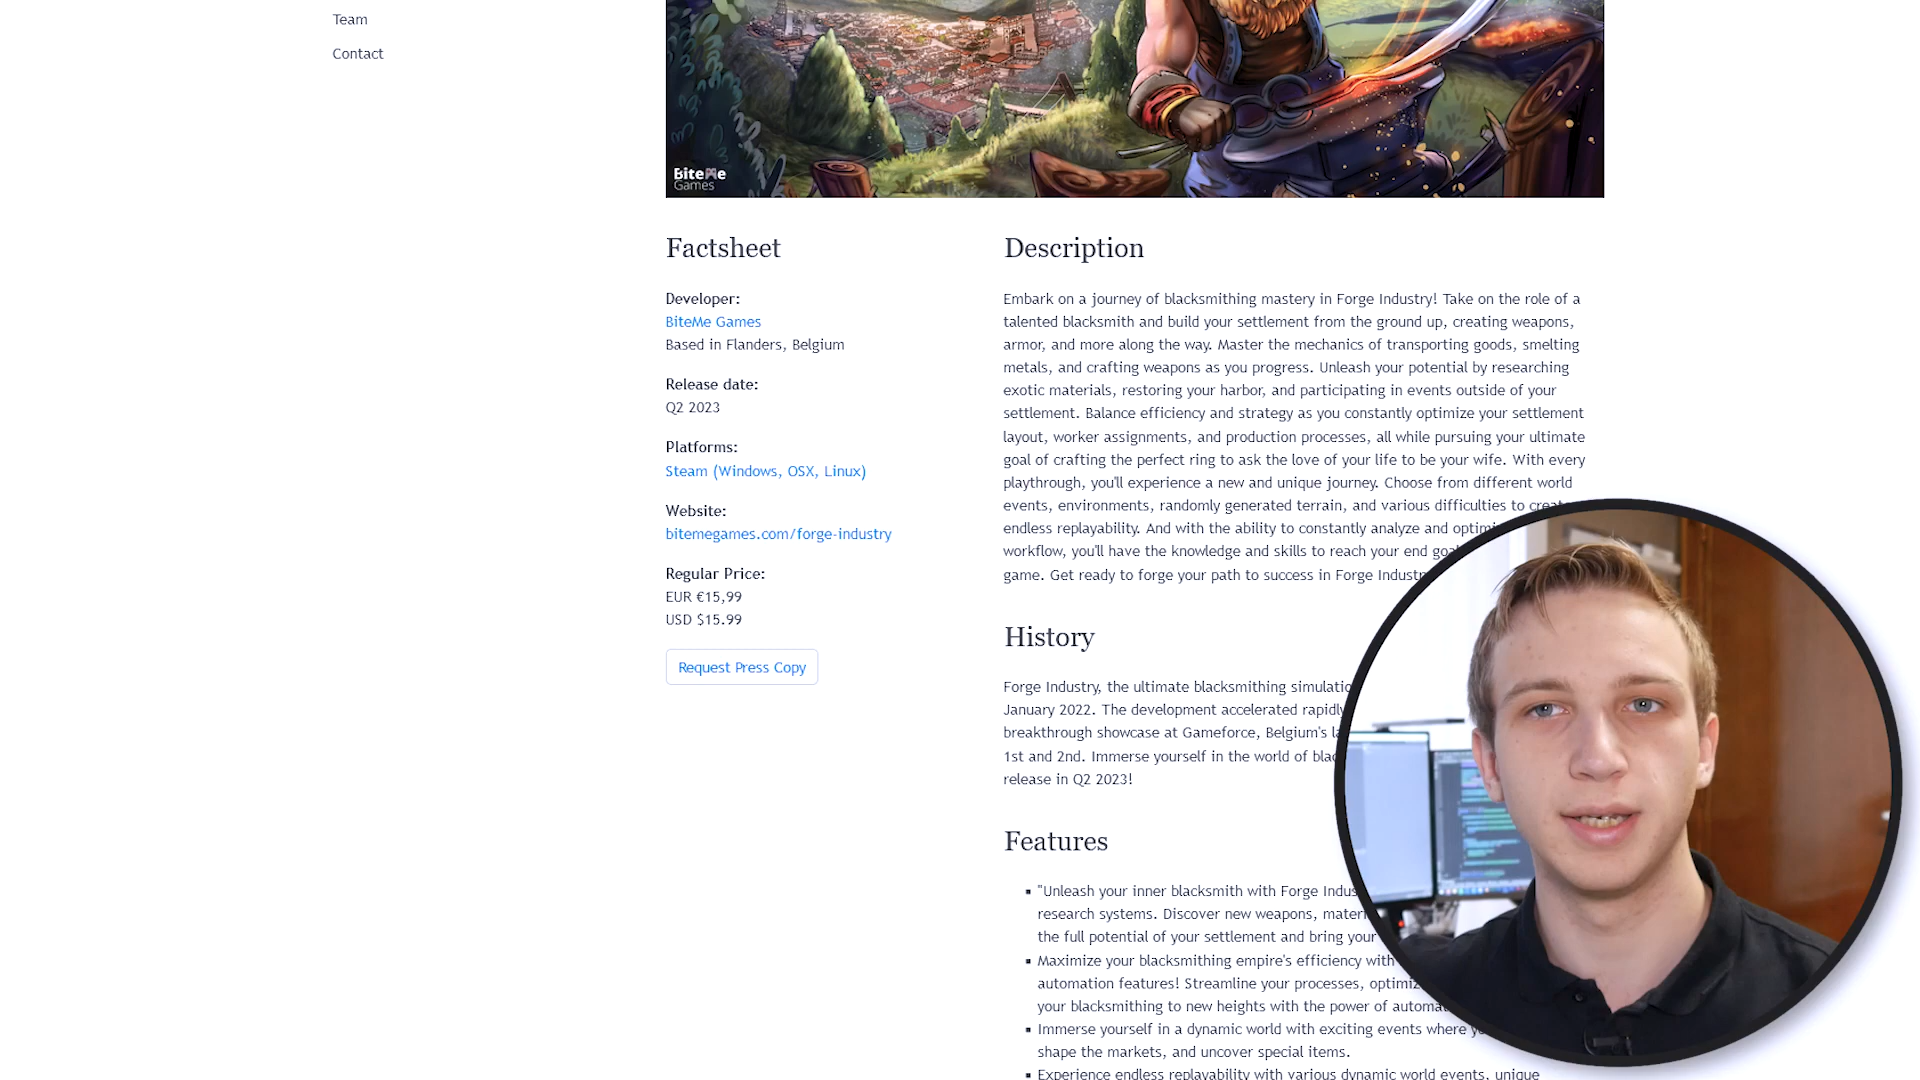 Team
Contact
BiteMe
Games
Factsheet
Developer:
BiteMe Games
Based in Flanders, Belgium
Release date:
Q2 2023
Platforms:
Steam (Windows, OSX, Linux)
Website:
bitemegames.com/forge-industry
Regular Price:
EUR €15,99
USD $15.99
Request Press Copy
Description
Embark on a journey of blacksmithing mastery in Forge Industry! Take on the role of a
talented blacksmith and build your settlement from the ground up, creating weapons,
armor, and more along the way. Master the mechanics of transporting goods, smelting
metals, and crafting weapons as you progress. Unleash your potential by researching
exotic materials, restoring your harbor, and participating in events outside of your
settlement. Balance efficiency and strategy as you constantly optimize your settlement
layout, worker assignments, and production processes, all while pursuing your ultimate
goal of crafting the perfect ring to ask the love of your life to be your wife. With every
playthrough, you'll experience a new and unique journey. Choose from different world
events, environments, randomly generated terrain, and various difficulties to
endless replayability. And with the ability to constantly analyze and
workflow, you'll have the knowledge and skills to reach your end
game. Get ready to forge your path to success in Forge
History
Forge Industry, the ultimate blacksmithing
January 2022. The development accelerated rapidly
breakthrough showcase at Gameforce, Belgium's
1st and 2nd. Immerse yourself in the world of
release in Q2 2023!
Features
"Unleash your inner blacksmith with Forge
research systems. Discover new weapons,
the full potential of your settlement and bring your
Maximize your blacksmithing empire's efficiency with
automation features! Streamline your processes,
your blacksmithing to new heights with the power of
Immerse yourself in a dynamic world with exciting events where
shape the markets, and uncover special items.
Experience endless replayability with various dynamic world events, unique